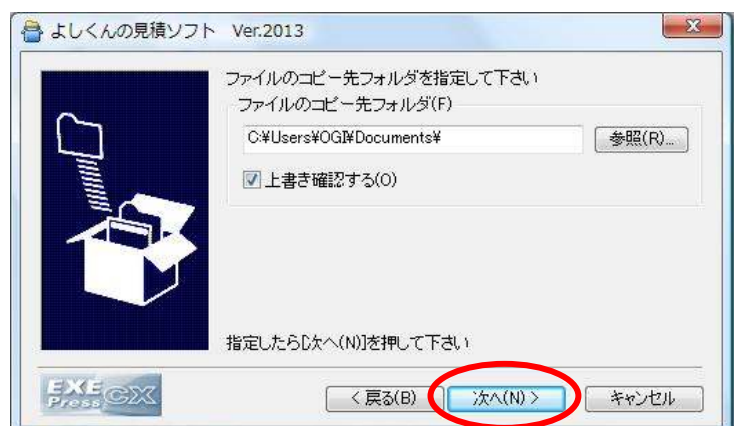 よしくんの見積ソフト Ver.2013
ファイルのコピー先フォルダを指定して下さい
ファイルのコピー先フォルダ(F)
C:¥Users¥OGI¥Documents¥
参照(R)...
上書き確認する(O)
指定したら[次へ(N)]を押して下さい
EXE
Press CX
< 戻る(B)
次へ(N) >
キャンセル